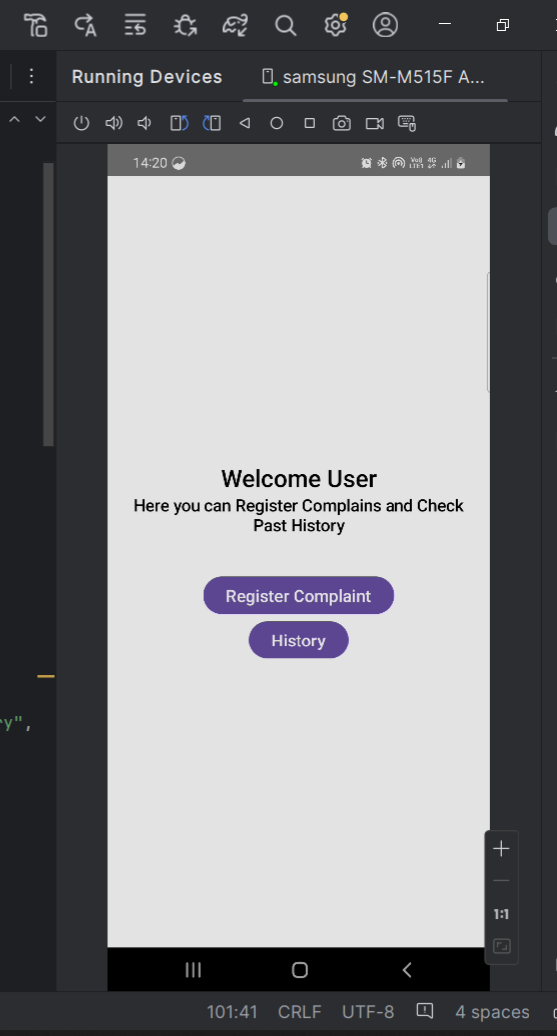 Running Devices
samsung SM-M515F A...
14:20
Welcome User
Here you can Register Complains and Check
Past History
Register Complaint
History
y",
1:1
101:41 CRLF UTF-8 4 spaces